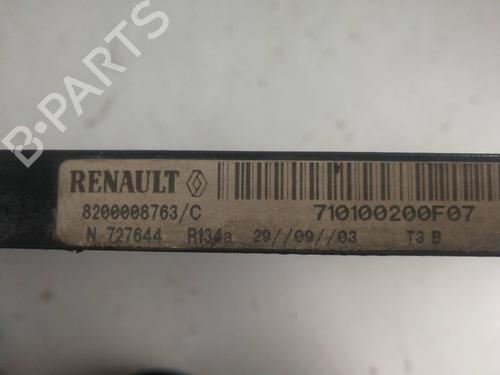 B-PARTS
RENAULT
8200008763/C 710100200F07
N 727644 R134a 29//09//03 T3 B